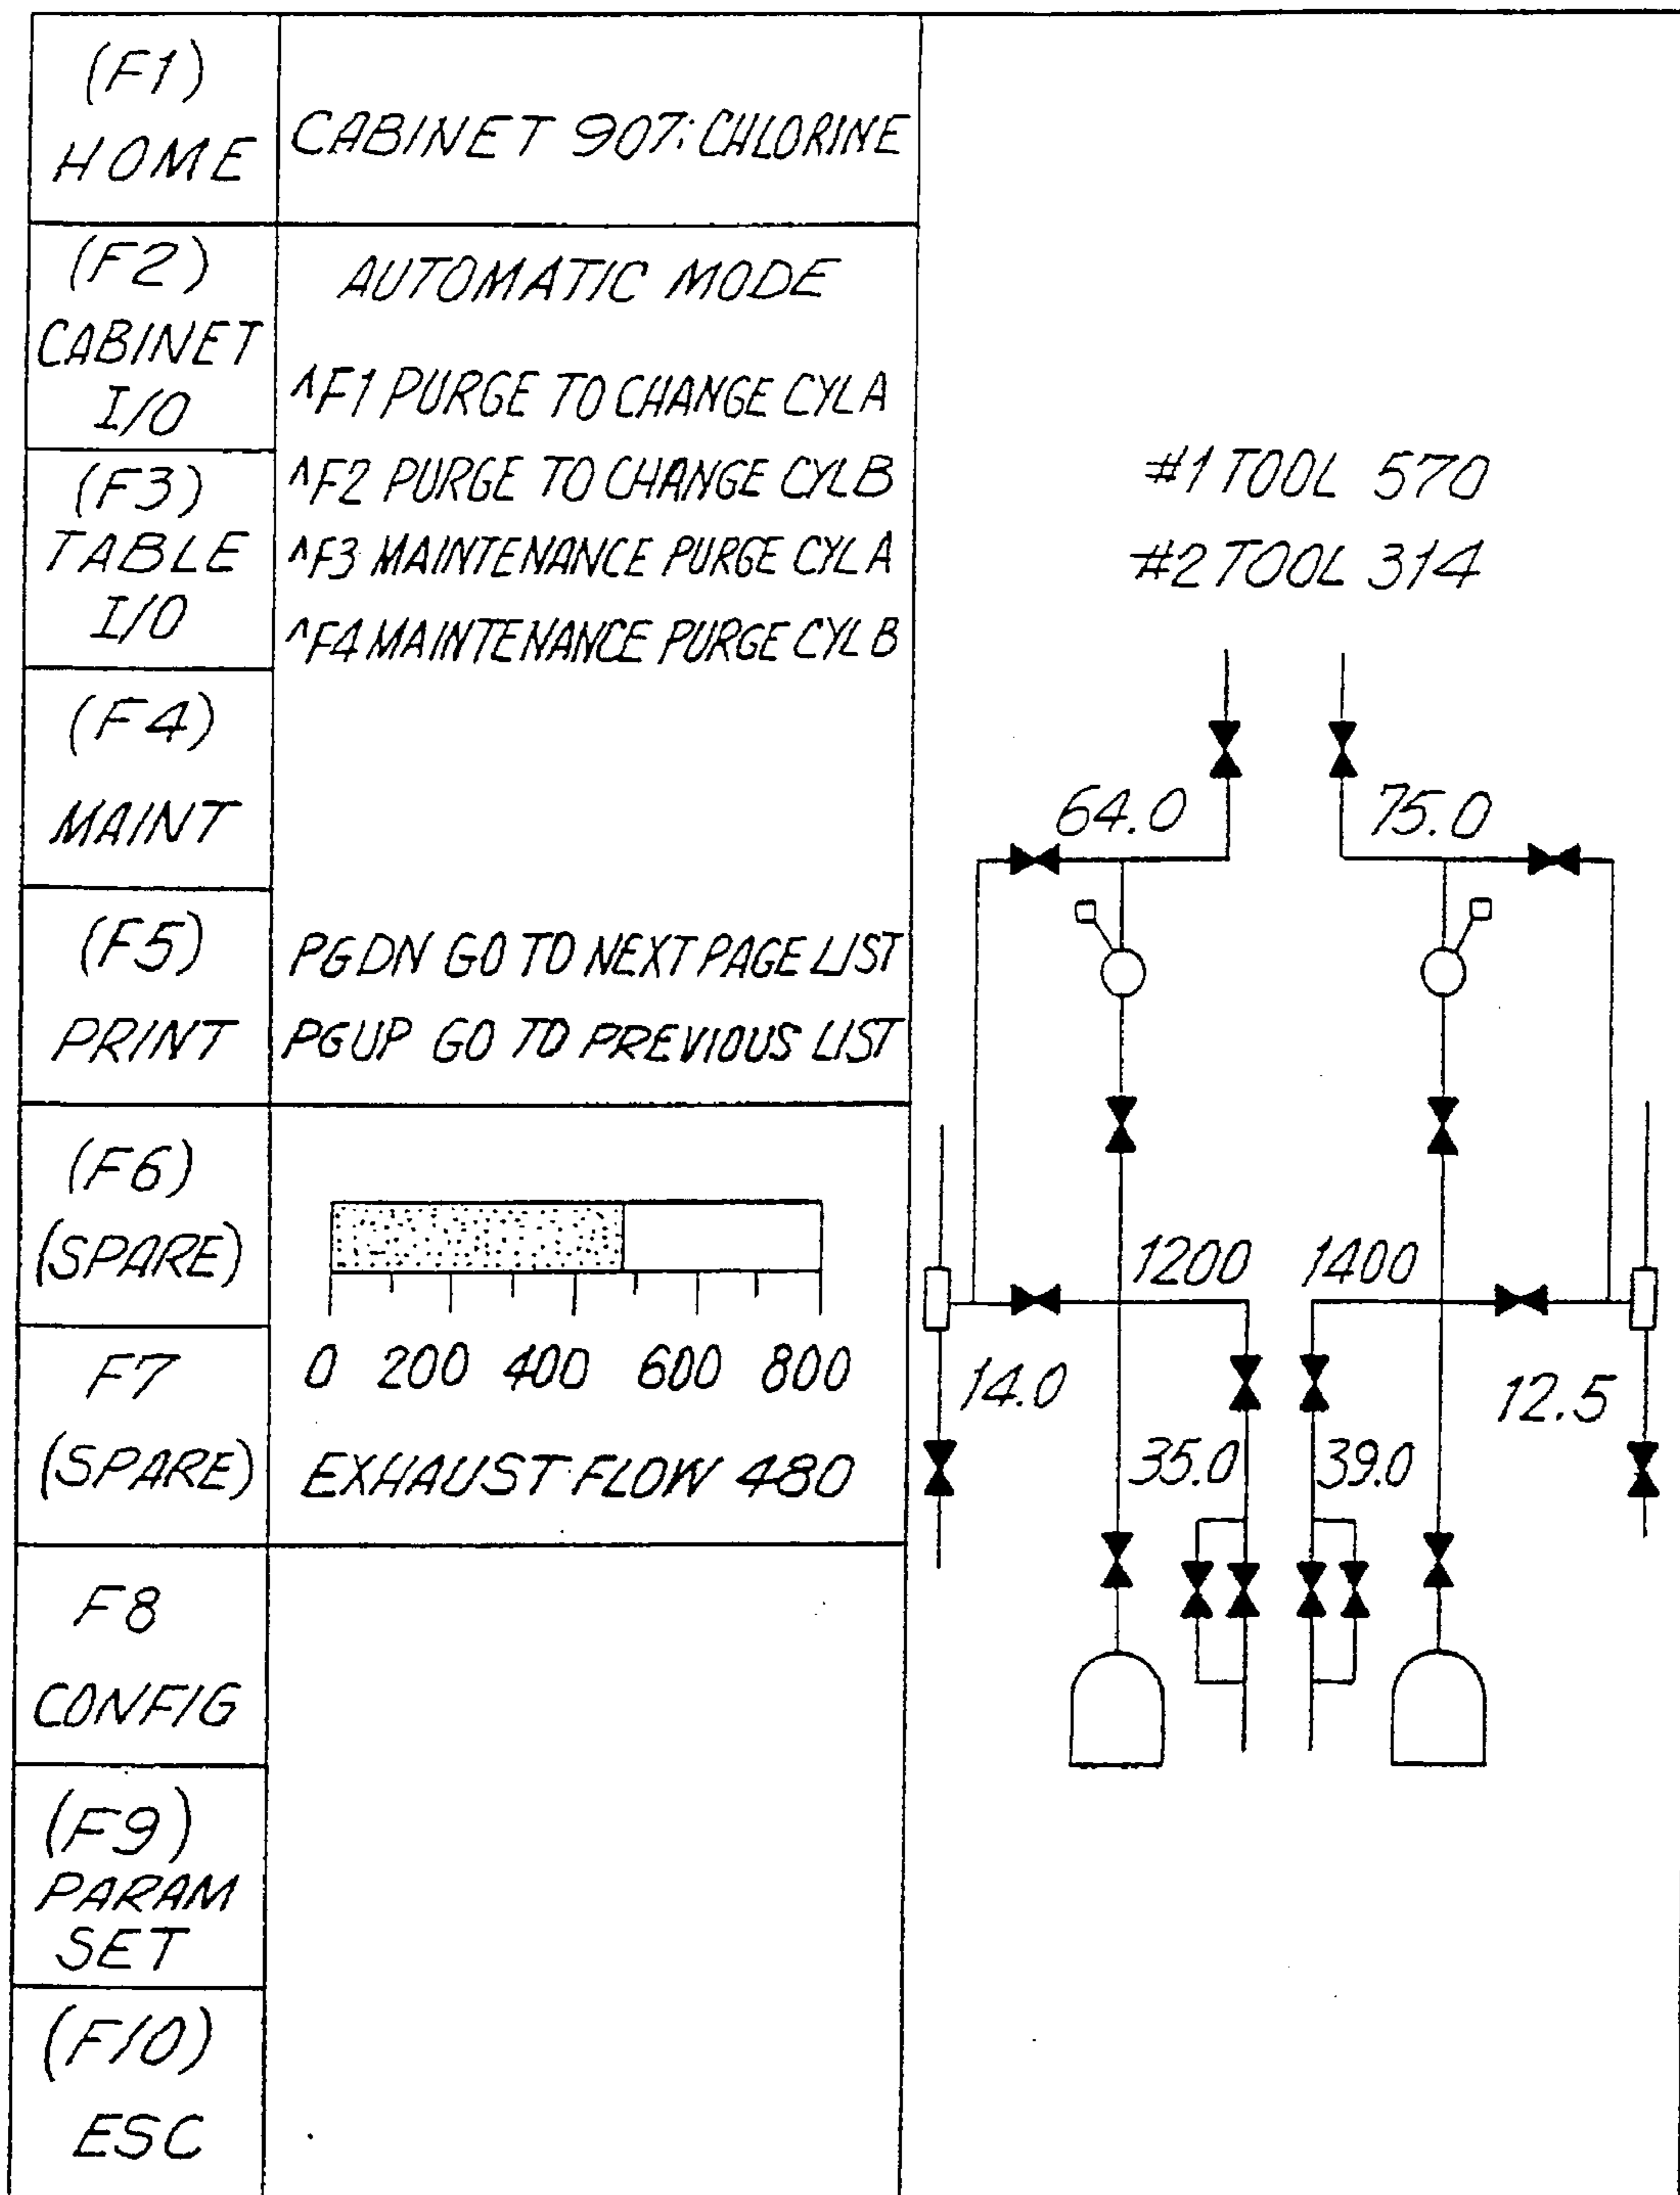 (F1)
HOME
CABINET 907: CHLORINE
(F2)
CABINET
I/O
AUTOMATIC MODE
^F1 PURGE TO CHANGE CYL A
^F2 PURGE TO CHANGE CYL B
^F3 MAINTENANCE PURGE CYL A
^F4 MAINTENANCE PURGE CYL B
(F3)
TABLE
I/O
(F4)
MAINT
(F5)
PRINT
PGDN GO TO NEXT PAGE LIST
PGUP GO TO PREVIOUS LIST
(F6)
(SPARE)
F7
(SPARE)
0 200 400 600 800
EXHAUST FLOW 480
F8
CONFIG
(F9)
PARAM
SET
(F10)
ESC
#1 TOOL 570
#2 TOOL 314
64.0 75.0
1200 1400
14.0 12.5
35.0 39.0